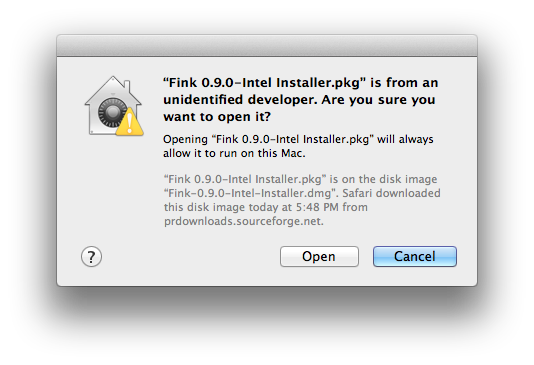 “Fink 0.9.0-Intel Installer.pkg” is from an
unidentified developer. Are you sure you
want to open it?
Opening “Fink 0.9.0-Intel Installer.pkg” will always
allow it to run on this Mac.
“Fink 0.9.0-Intel Installer.pkg” is on the disk image
“Fink-0.9.0-Intel-Installer.dmg”. Safari downloaded
this disk image today at 5:48 PM from
prdownloads.sourceforge.net.
?
Open
Cancel